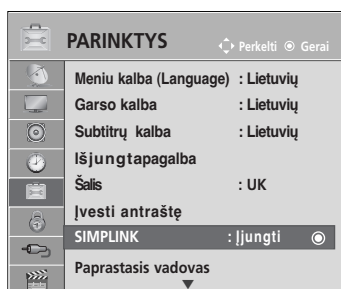 PARINKTYS Perkelti Gerai
Meniu kalba (Language) : Lietuvių
Garso kalba : Lietuvių
Subtitrų kalba : Lietuvių
Išjungtapagalba
Šalis : UK
Įvesti antraštę
SIMPLINK : Įjungti
Paprastasis vadovas